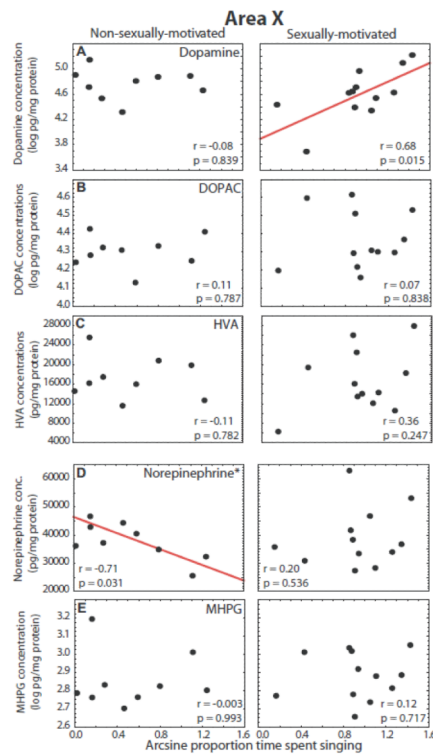 Area X
Non-sexually-motivated
Sexually-motivated
A
Dopamine
Dopamine concentration
(log pg/mg protein)
5.0
4.6
4.2
3.8
3.4
r = -0.08
p = 0.839
r = 0.68
p = 0.015
B
DOPAC
DOPAC concentrations
(log pg/mg protein)
4.6
4.5
4.4
4.3
4.2
4.1
4.0
r = 0.11
p = 0.787
r = 0.07
p = 0.838
C
HVA
HVA concentrations
(pg/mg protein)
28000
24000
20000
16000
12000
8000
4000
r = -0.11
p = 0.782
r = 0.36
p = 0.247
D
Norepinephrine*
Norepinephrine conc.
(pg/mg protein)
60000
50000
40000
30000
20000
r = -0.71
p = 0.031
r = 0.20
p = 0.536
E
MHPG
MHPG concentration
(log pg/mg protein)
3.2
3.1
3.0
2.9
2.8
2.7
2.6
r = -0.003
p = 0.993
r = 0.12
p = 0.717
0.0 0.4 0.8 1.2 1.6 0.0 0.4 0.8 1.2 1.6
Arcsine proportion time spent singing